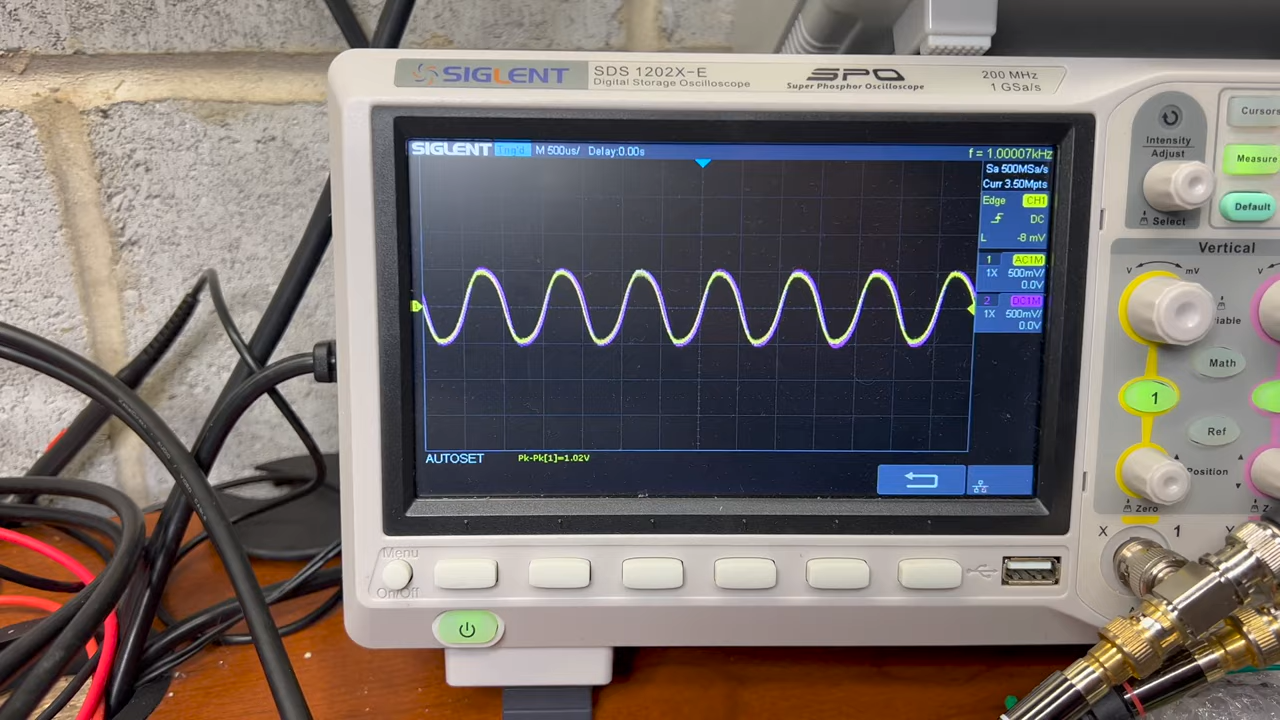 SIGLENT SDS 1202X-E
Digital Storage Oscilloscope
SPO
Super Phosphor Oscilloscope
200 MHz
1 GSa/s
SIGLENT Trig'd M 500us/ Delay:0.00s f = 1.00007kHz
Sa 500MSa/s
Curr 3.50Mpts
Edge CH1
DC
L -8 mV
1 AC1M
1X 500mV/
0.0V
2 DC1M
1X 500mV/
0.0V
1
AUTOSET Pk-Pk[1]=1.02V
Intensity
Adjust
Select
Cursors
Measure
Default
Vertical
V mV
V
Math
1
Ref
Position
Zero
X 1
Menu
On/Off